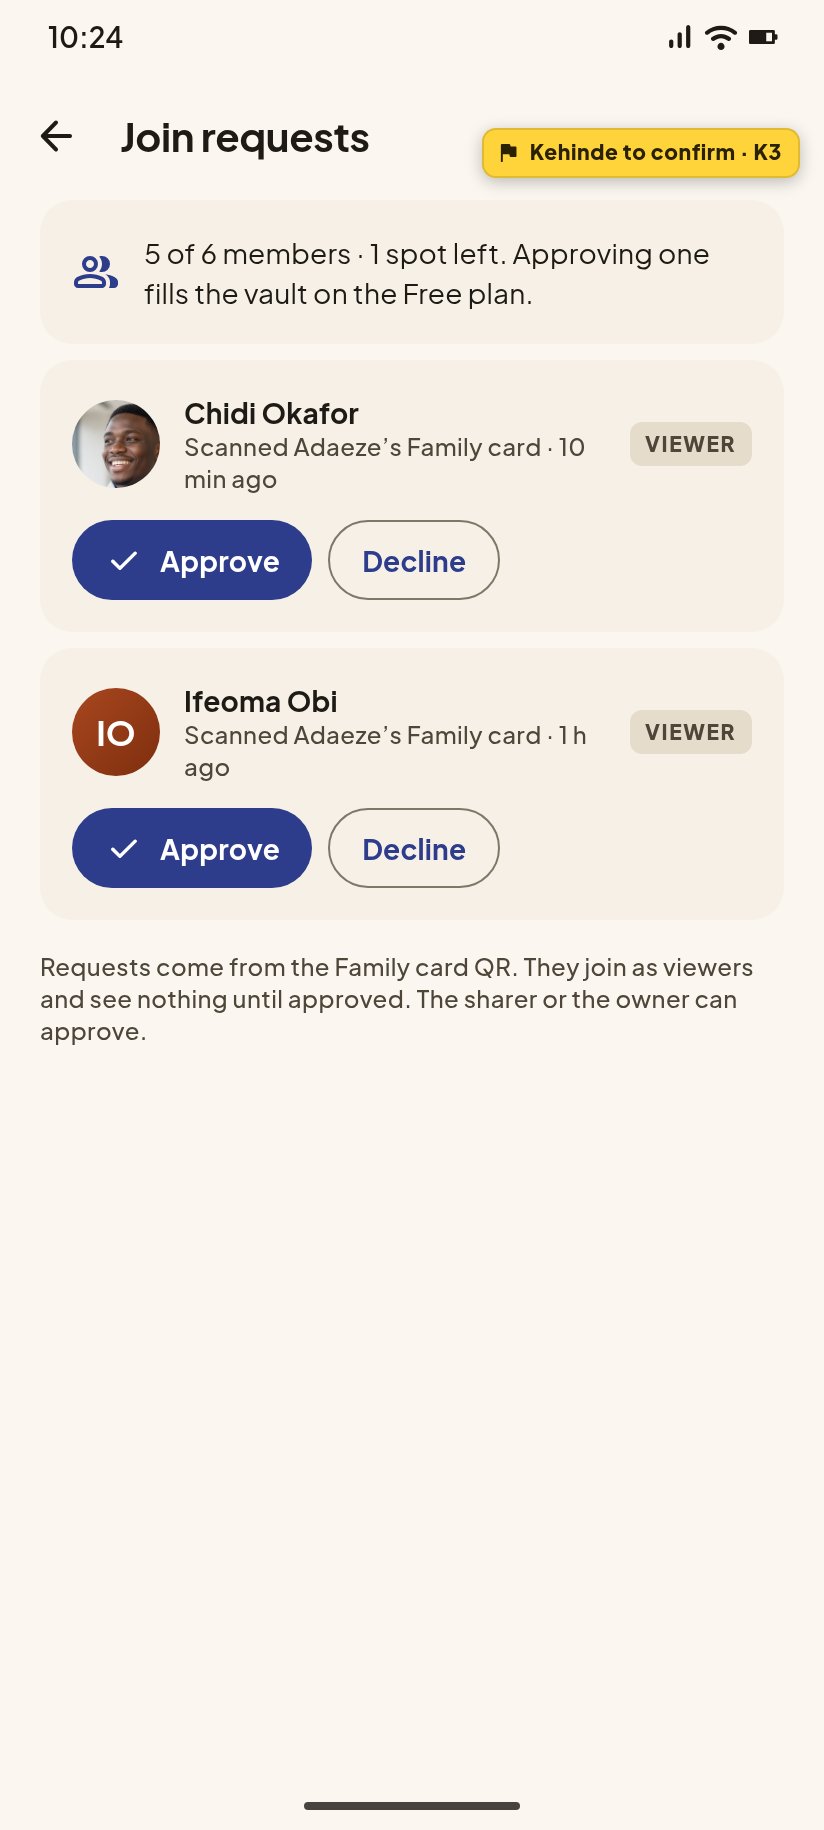 10:24
Join requests
Kehinde to confirm · K3
5 of 6 members · 1 spot left. Approving one
fills the vault on the Free plan.
Chidi Okafor
Scanned Adaeze’s Family card · 10
min ago
VIEWER
Approve
Decline
IO
Ifeoma Obi
Scanned Adaeze’s Family card · 1 h
ago
VIEWER
Approve
Decline
Requests come from the Family card QR. They join as viewers
and see nothing until approved. The sharer or the owner can
approve.